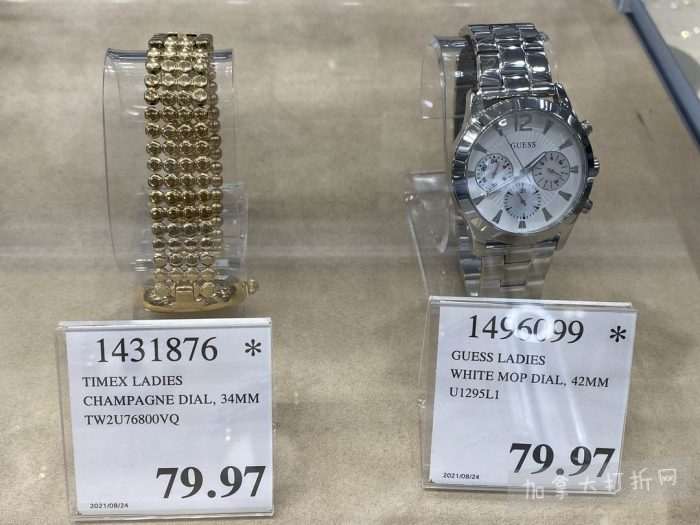 GUESS
1431876 *
TIMEX LADIES
CHAMPAGNE DIAL, 34MM
TW2U76800VQ
79.97
2021/08/24
1496099 *
GUESS LADIES
WHITE MOP DIAL, 42MM
U1295L1
79.97
2021/08/24
加拿大打折网